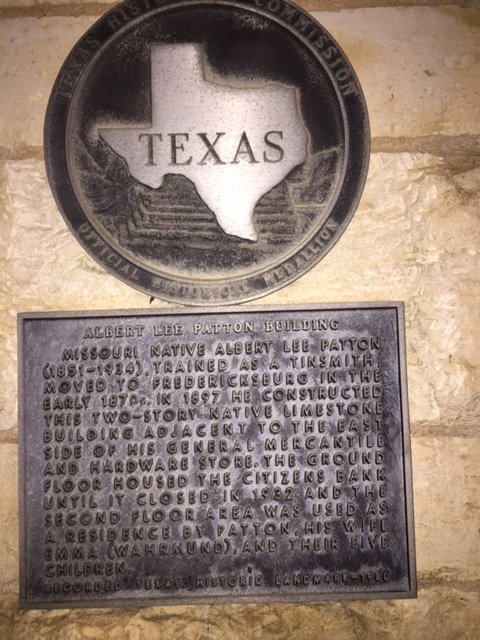 TEXAS HISTORICAL COMMISSION
TEXAS
OFFICIAL HISTORICAL MEDALLION
ALBERT LEE PATTON BUILDING
MISSOURI NATIVE ALBERT LEE PATTON
(1851-1934), TRAINED AS A TINSMITH,
MOVED TO FREDERICKSBURG IN THE
EARLY 1870s. IN 1897 HE CONSTRUCTED
THIS TWO-STORY NATIVE LIMESTONE
BUILDING ADJACENT TO THE EAST
SIDE OF HIS GENERAL MERCANTILE
AND HARDWARE STORE. THE GROUND
FLOOR HOUSED THE CITIZENS BANK
UNTIL IT CLOSED IN 1932 AND THE
SECOND FLOOR AREA WAS USED AS
A RESIDENCE BY PATTON, HIS WIFE
EMMA (WAHRMUND), AND THEIR FIVE
CHILDREN.
RECORDED TEXAS HISTORIC LANDMARK-1980